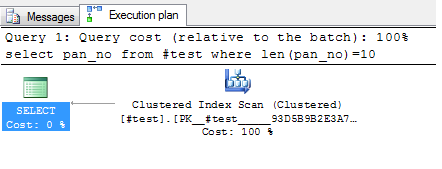 Messages Execution plan
Query 1: Query cost (relative to the batch): 100%
select pan_no from #test where len(pan_no)=10
SELECT
Cost: 0 %
Clustered Index Scan (Clustered)
[#test].[PK__#test_____93D5B9B2E3A7…
Cost: 100 %